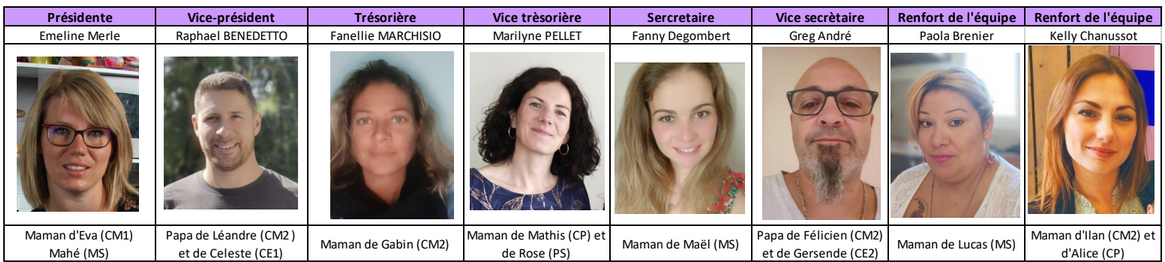 Présidente
Vice-président
Trésorière
Vice trèsorière
Sercretaire
Vice secrètaire
Renfort de l'équipe
Renfort de l'équipe
Emeline Merle
Raphael BENEDETTO
Fanellie MARCHISIO
Marilyne PELLET
Fanny Degombert
Greg André
Paola Brenier
Kelly Chanussot
Maman d'Eva (CM1)
Mahé (MS)
Papa de Léandre (CM2 )
et de Celeste (CE1)
Maman de Gabin (CM2)
Maman de Mathis (CP) et
de Rose (PS)
Maman de Maël (MS)
Papa de Félicien (CM2)
et de Gersende (CE2)
Maman de Lucas (MS)
Maman d'Ilan (CM2) et
d'Alice (CP)